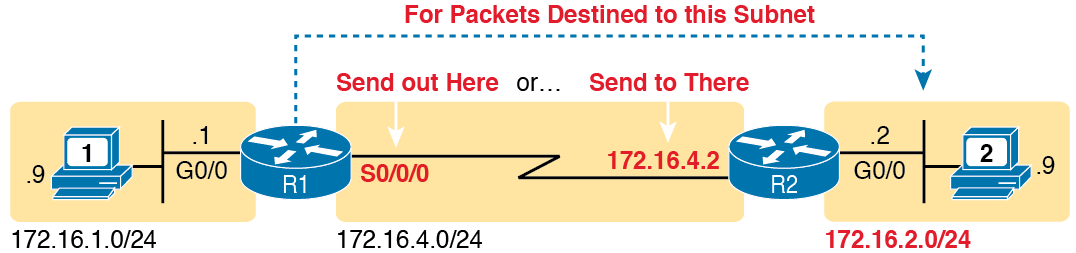 For Packets Destined to this Subnet
Send out Here or… Send to There
.9 1 .1 G0/0 R1 S0/0/0 172.16.4.2 R2 .2 G0/0 2 .9
172.16.1.0/24 172.16.4.0/24 172.16.2.0/24